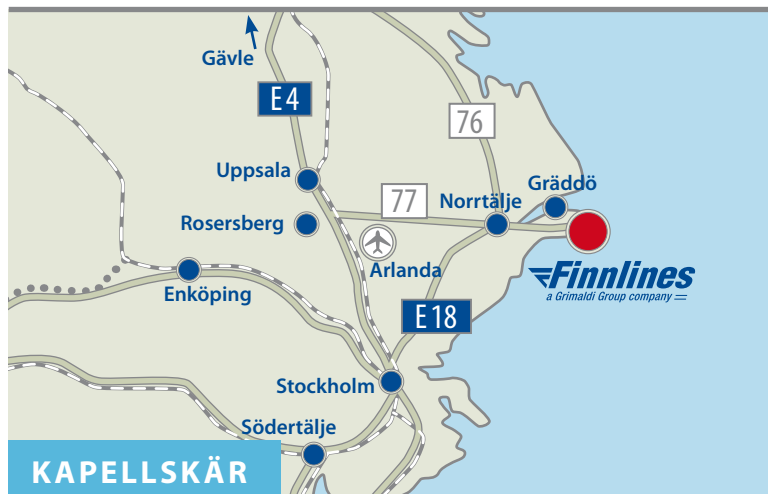 Gävle
E4
76
Uppsala
Gräddö
77
Norrtälje
Rosersberg
Arlanda
Finnlines
a Grimaldi Group company
Enköping
E18
Stockholm
Södertälje
KAPELLSKÄR